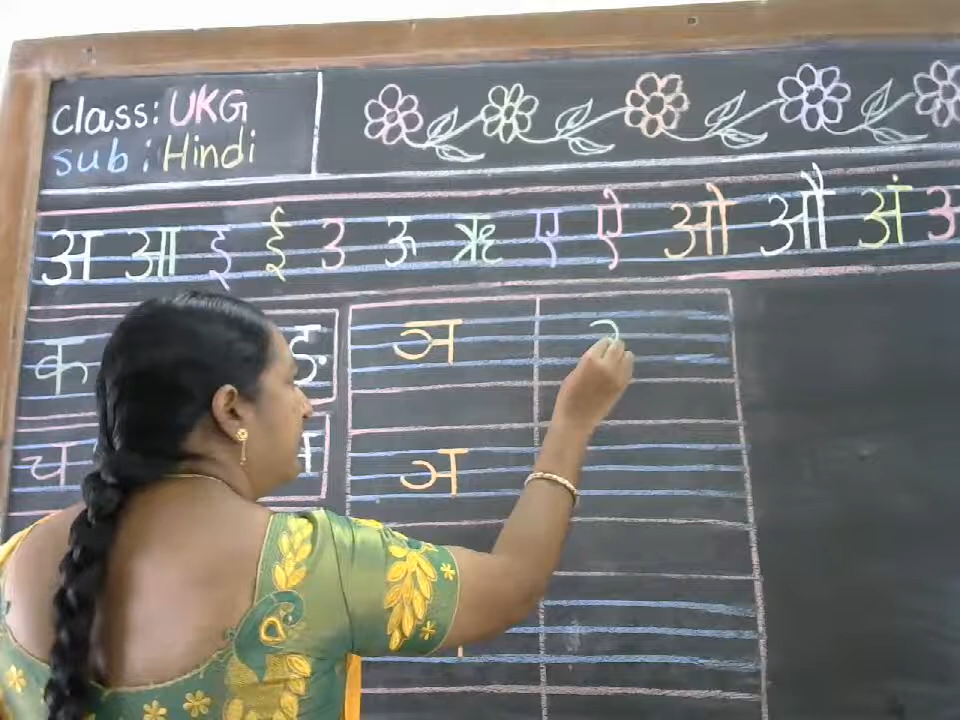 class: UKG
sub: Hindi
अ आ इ ई उ ऊ ऋ ए ऐ ओ औ अं
क ङ ञ
च ञ